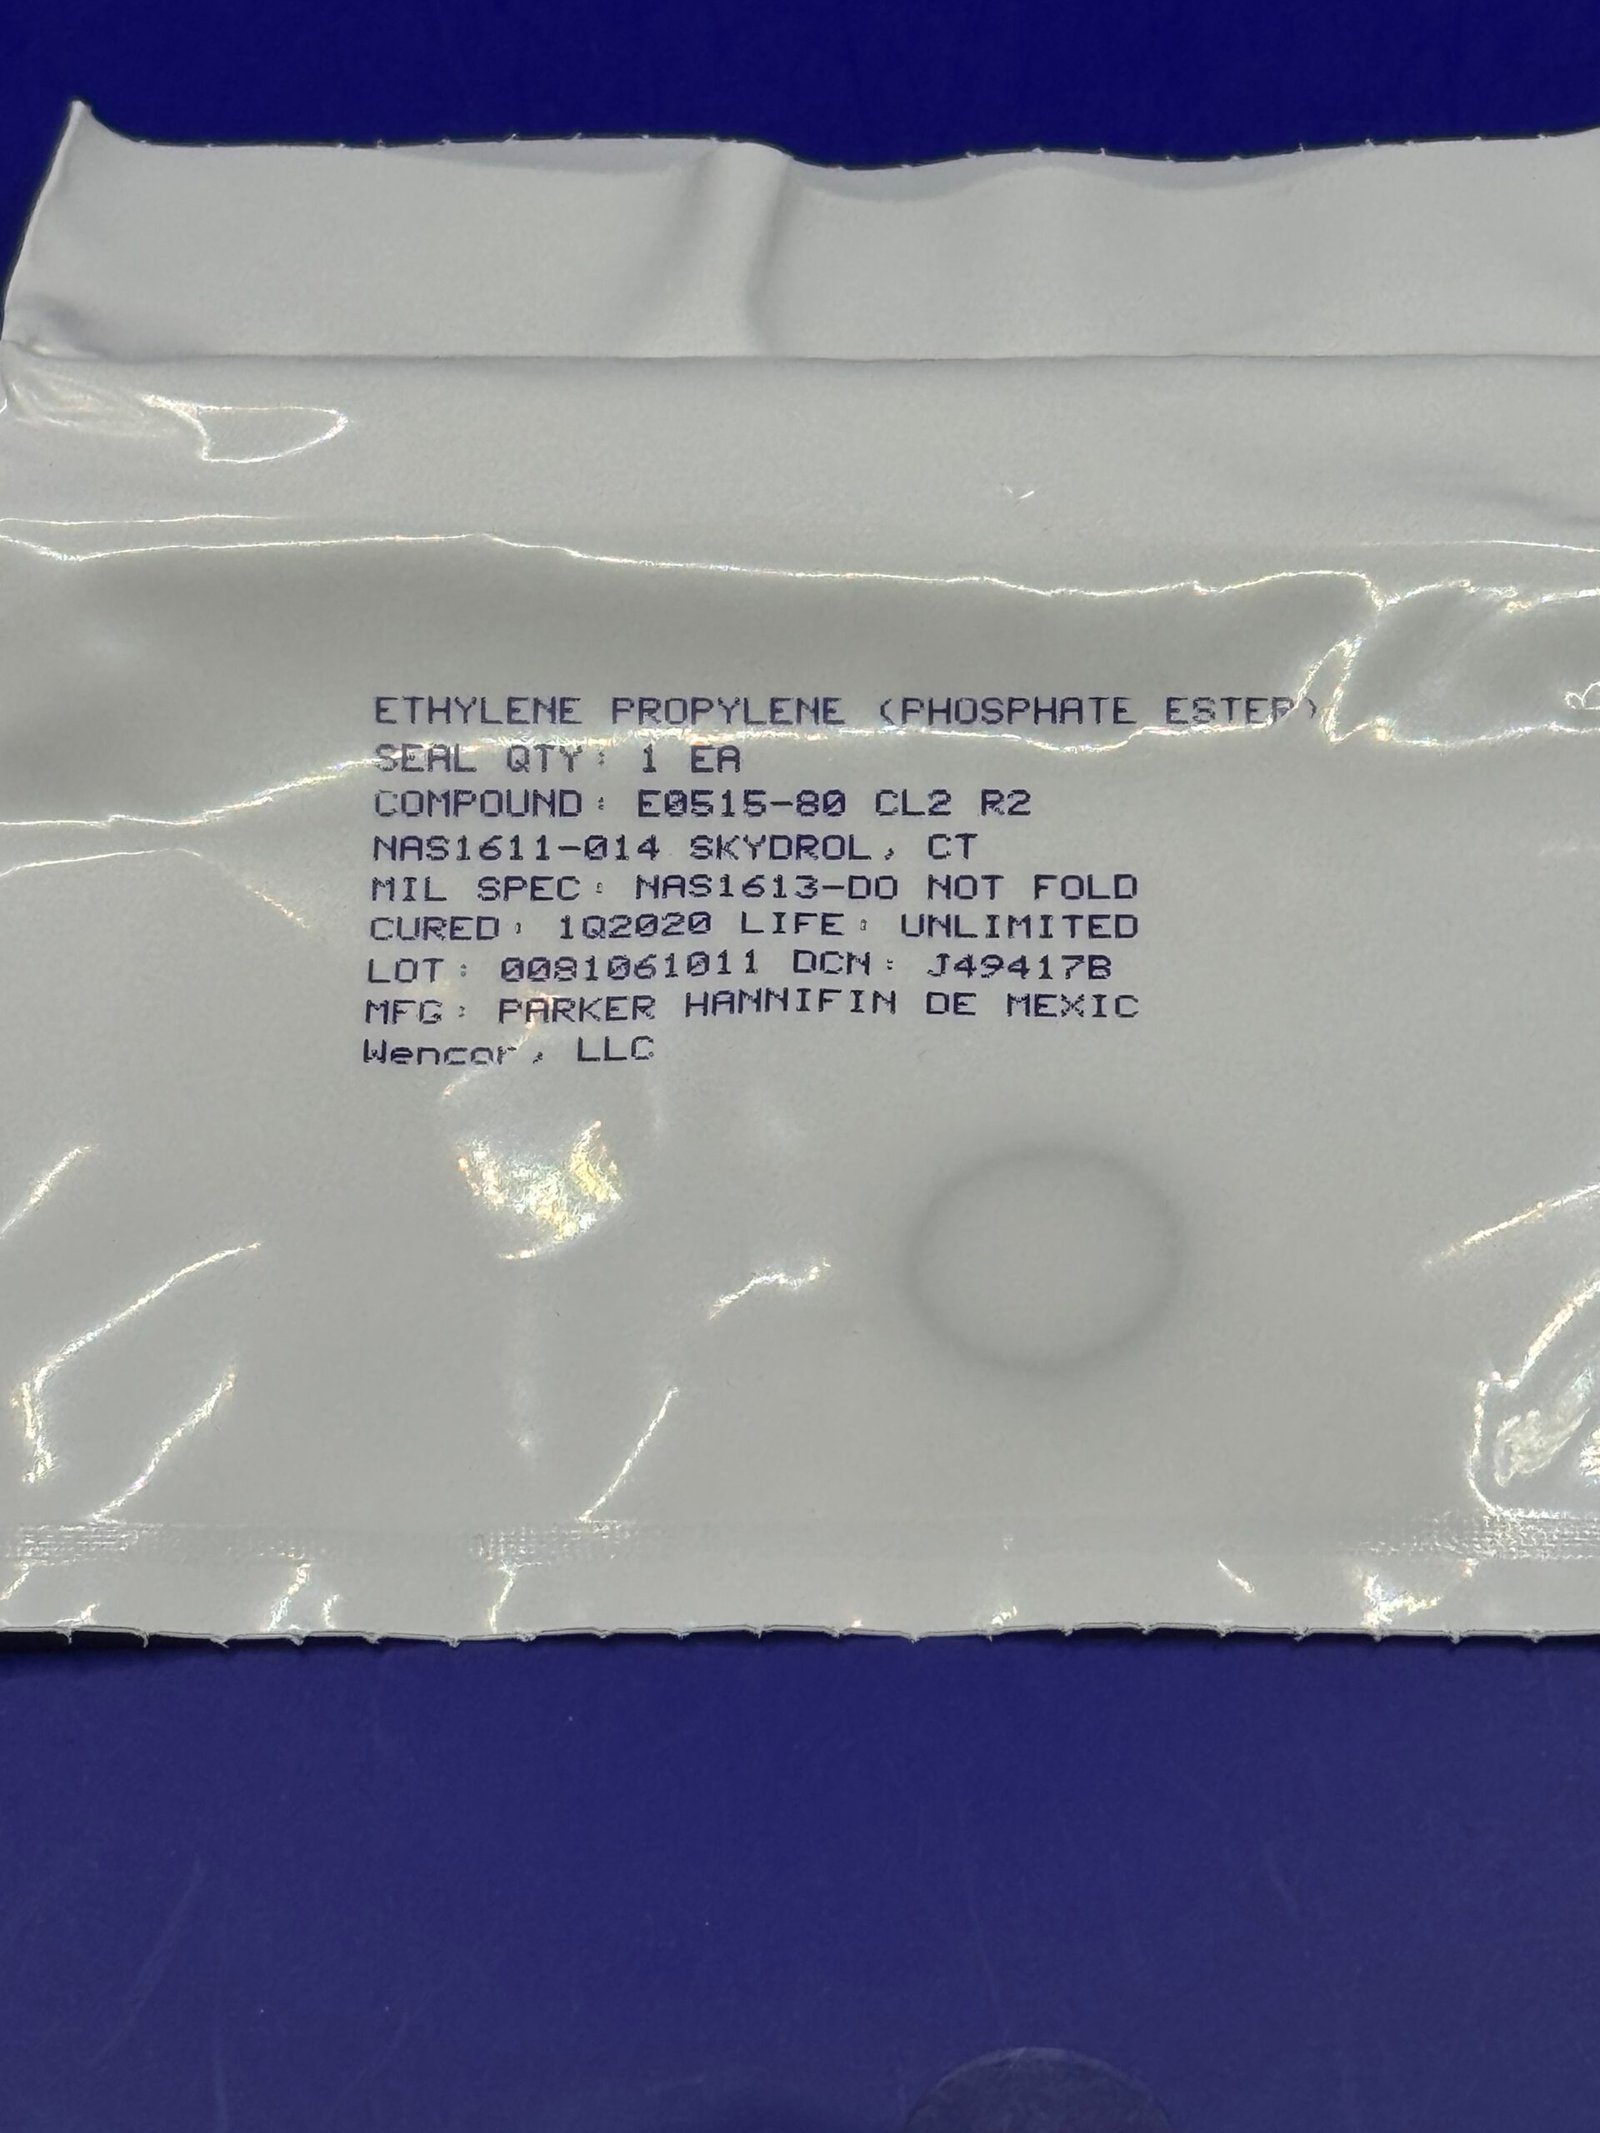 ETHYLENE PROPYLENE (PHOSPHATE ESTER)
SEAL QTY: 1 EA
COMPOUND: E0515-80 CL2 R2
NAS1611-014 SKYDROL, CT
MIL SPEC: NAS1613-DO NOT FOLD
CURED: 1Q2020 LIFE: UNLIMITED
LOT: 0081061011 DCN: J49417B
MFG: PARKER HANNIFIN DE MEXIC
Wencor, LLC